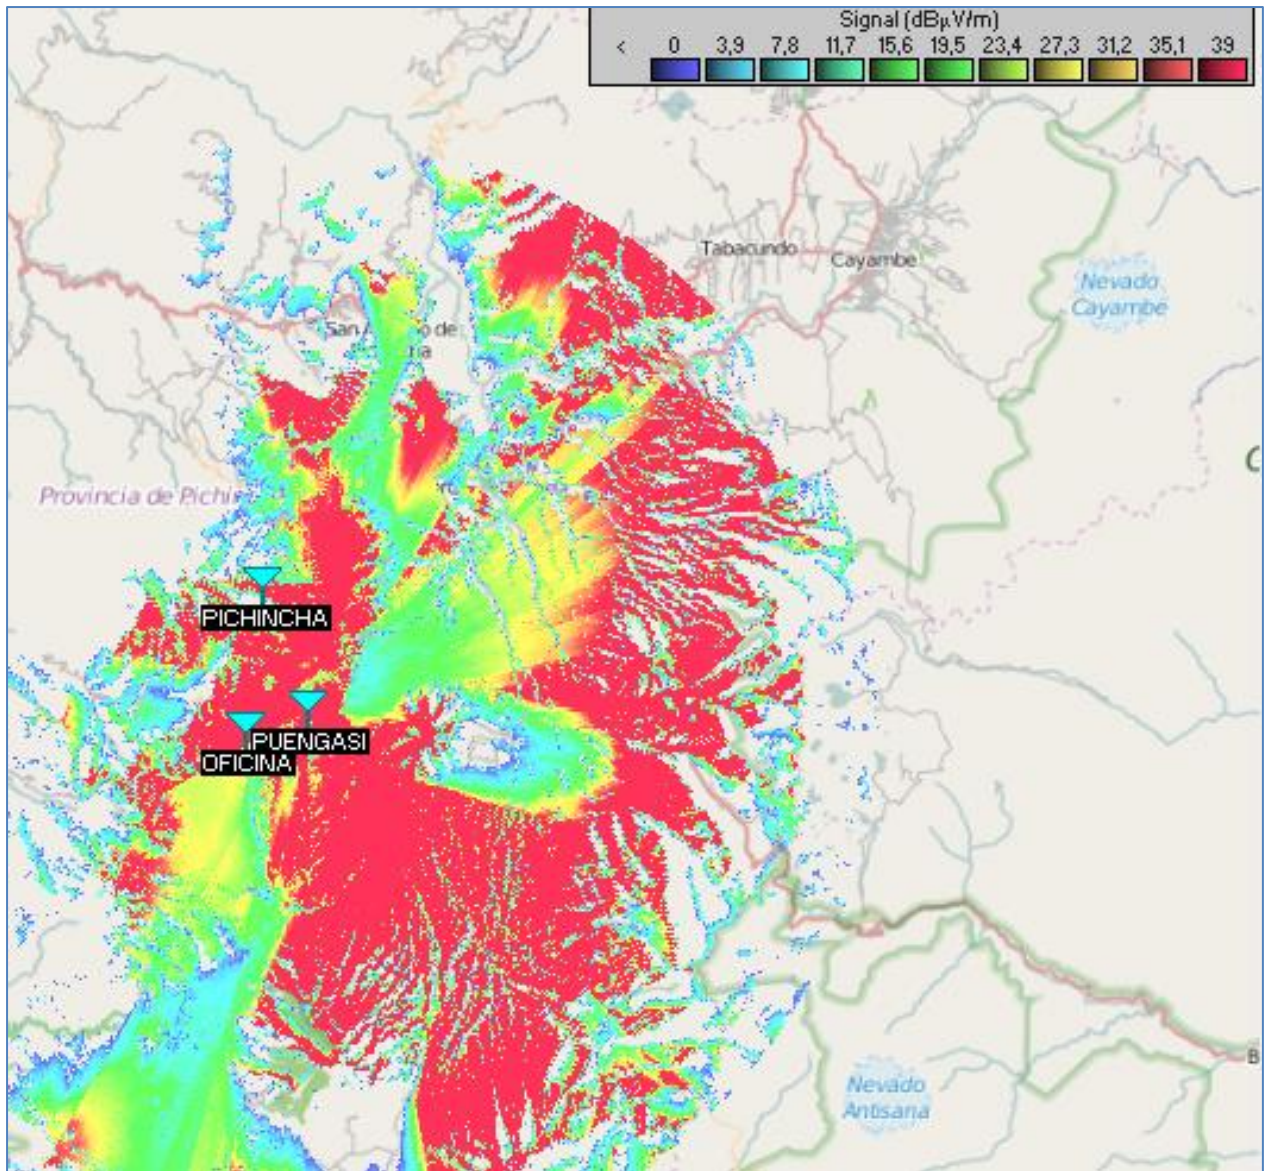 Signal (dBµV/m)
< 0 3,9 7,8 11,7 15,6 19,5 23,4 27,3 31,2 35,1 39
Tabacundo
Cayambe
Nevado
Cayambe
San
o de
Provincia de Pichi
PICHINCHA
PUENGASI
OFICINA
Nevado
Antisana
B